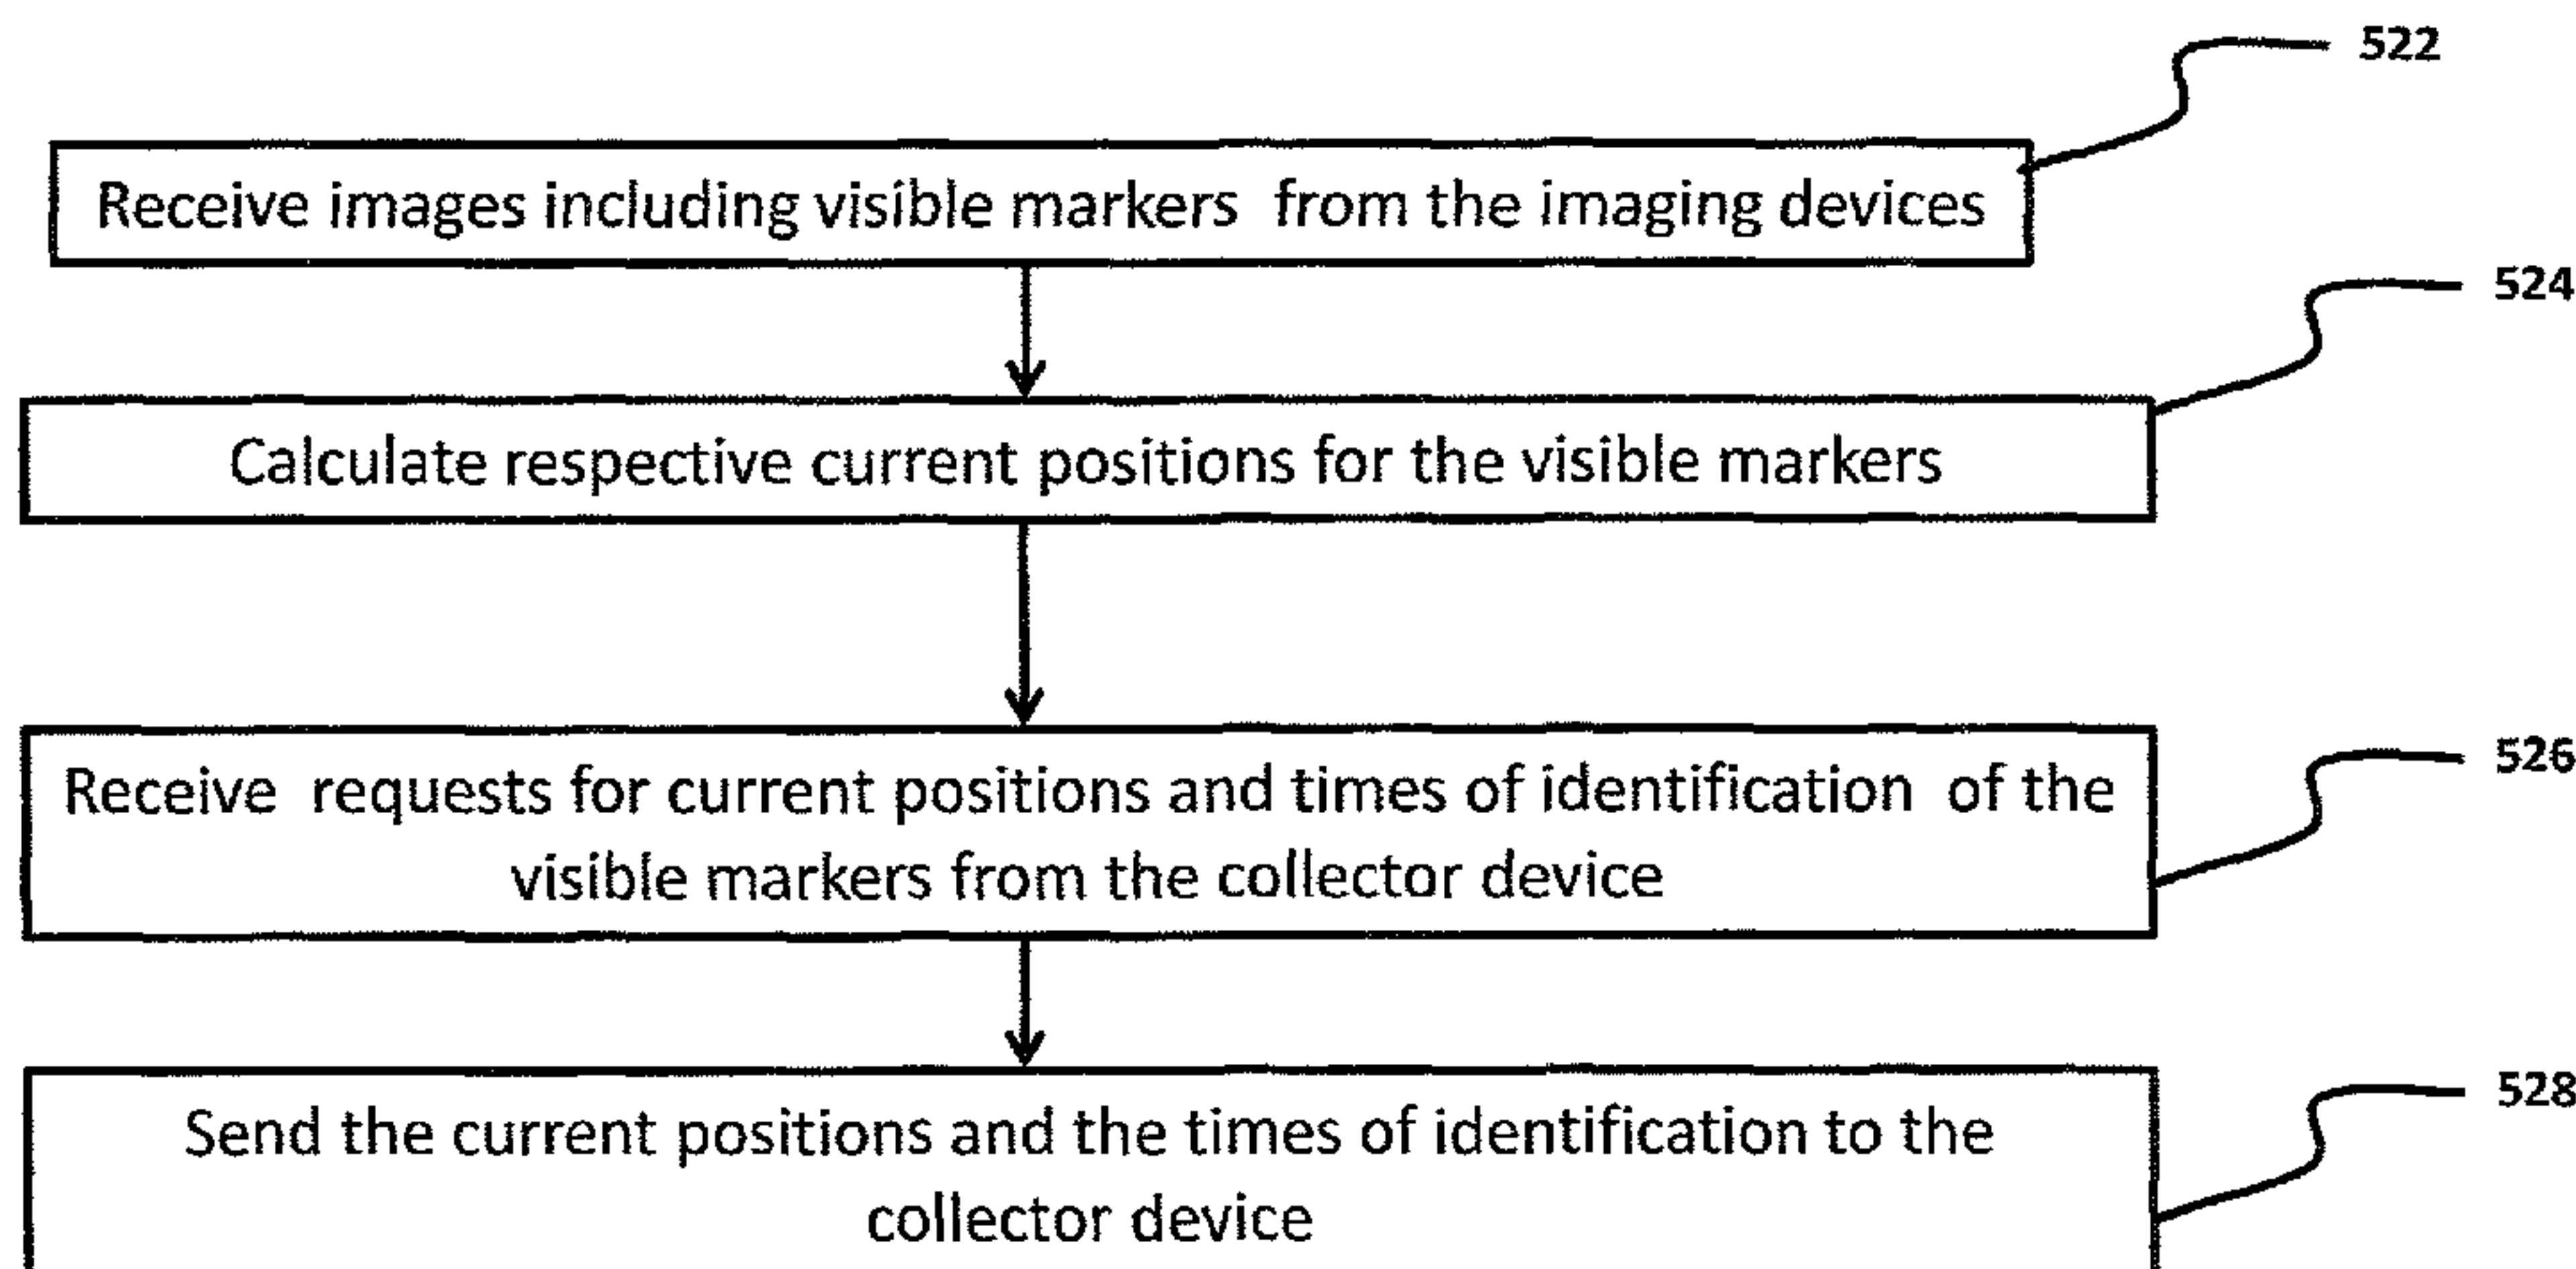 522
Receive images including visible markers from the imaging devices
524
Calculate respective current positions for the visible markers
526
Receive requests for current positions and times of identification of the
visible markers from the collector device
528
Send the current positions and the times of identification to the
collector device